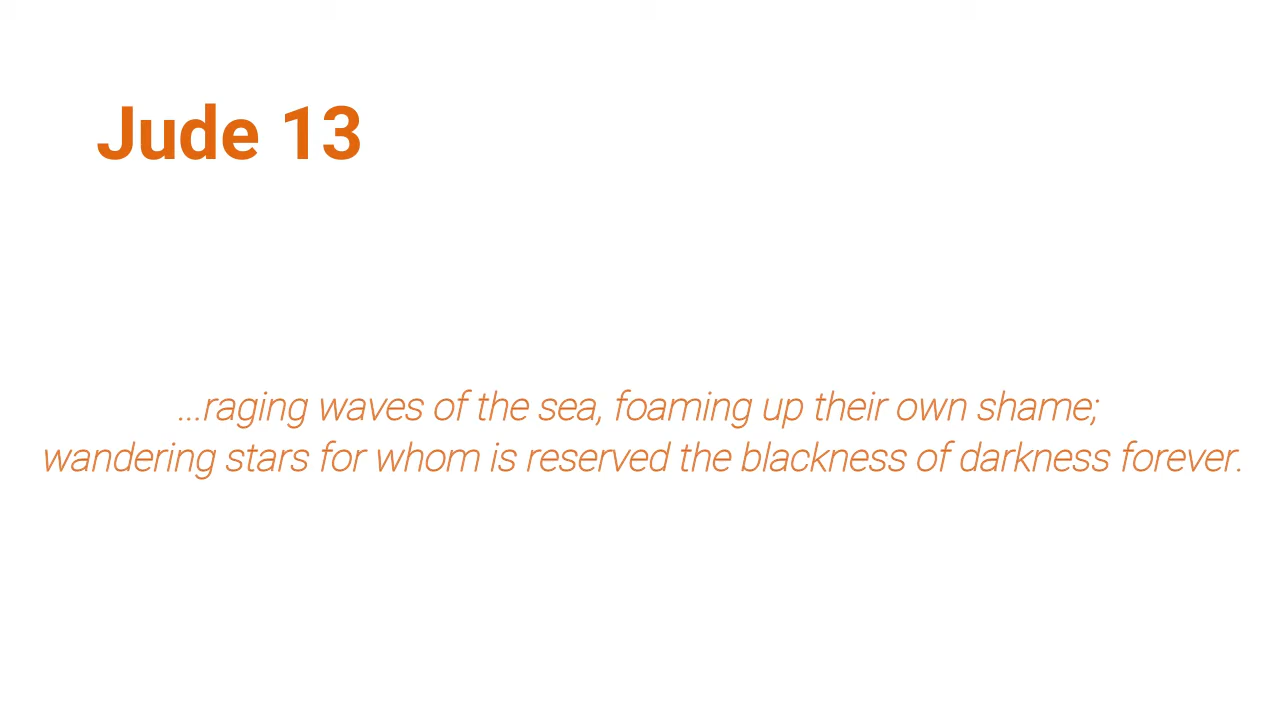 Jude 13
...raging waves of the sea, foaming up their own shame;
wandering stars for whom is reserved the blackness of darkness forever.